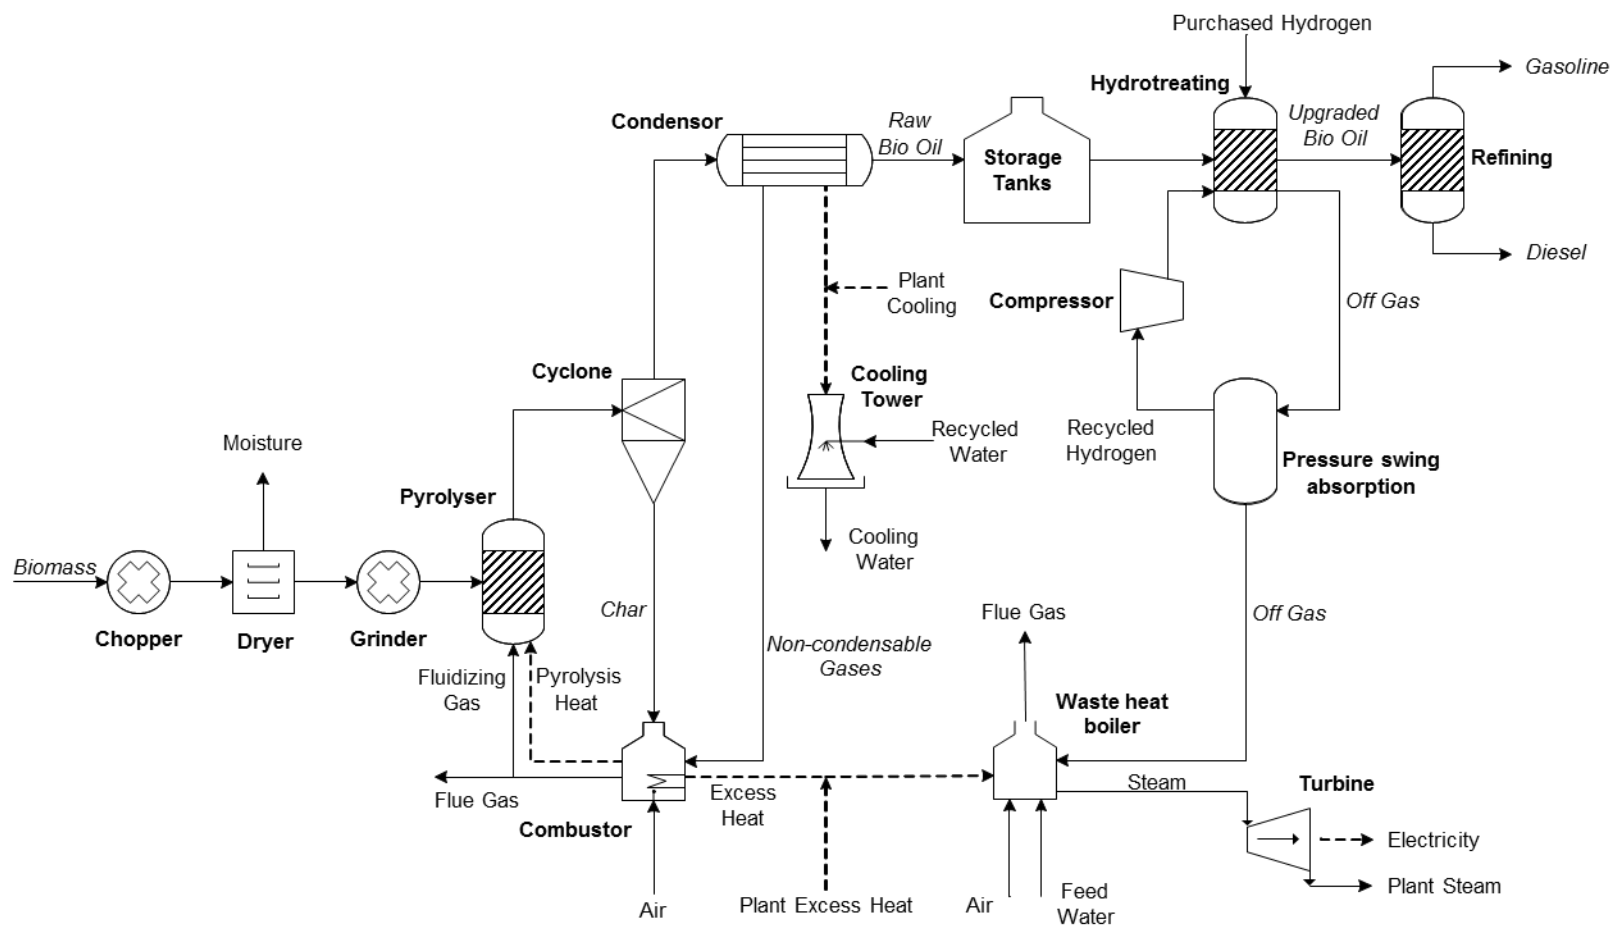 Purchased Hydrogen
Gasoline
Hydrotreating
Upgraded
Bio Oil
Condensor
Raw
Bio Oil
Storage
Tanks
Refining
Diesel
Plant
Cooling
Compressor
Off Gas
Cyclone
Cooling
Tower
Recycled
Water
Recycled
Hydrogen
Moisture
Pressure swing
absorption
Pyrolyser
Cooling
Water
Biomass
Chopper
Dryer
Grinder
Char
Flue Gas
Off Gas
Non-condensable
Gases
Fluidizing
Gas
Pyrolysis
Heat
Waste heat
boiler
Steam
Turbine
Flue Gas
Excess
Heat
Combustor
Electricity
Plant Steam
Air
Plant Excess Heat
Air
Feed
Water